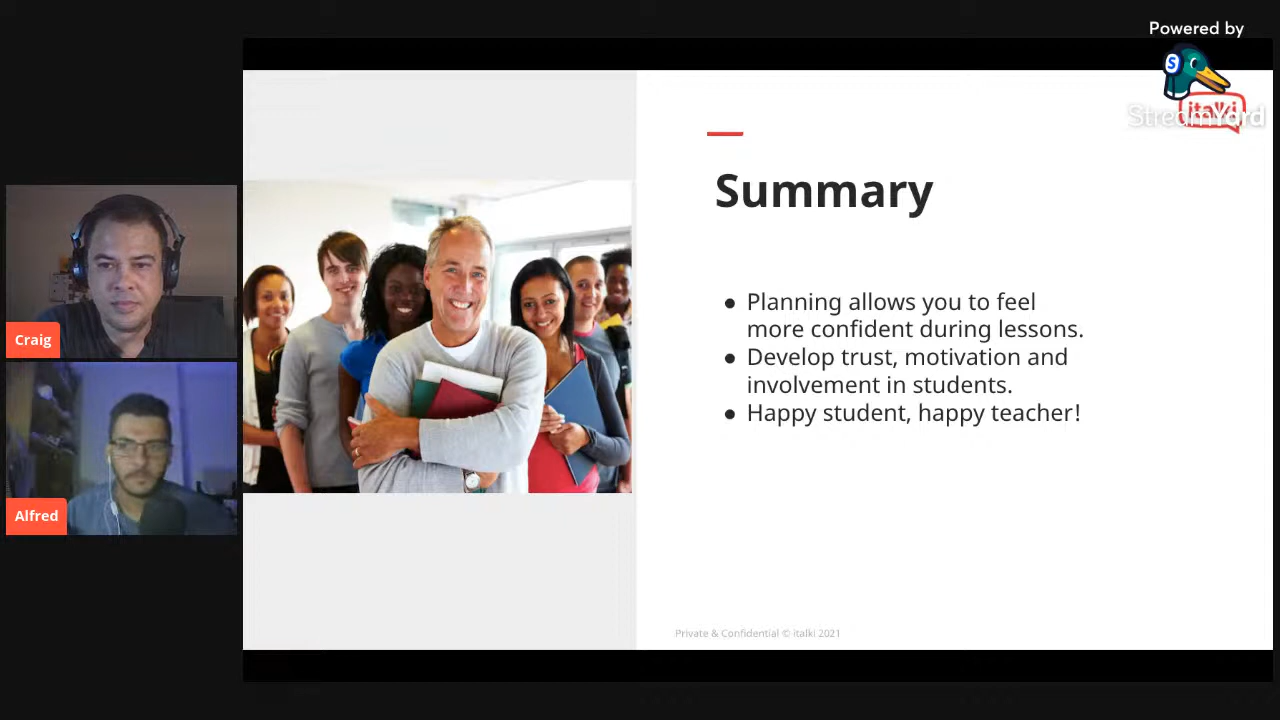 Powered by
S
italki
StreamYard
Summary
Craig
Alfred
● Planning allows you to feel
more confident during lessons.
● Develop trust, motivation and
involvement in students.
● Happy student, happy teacher!
Private & Confidential © italki 2021